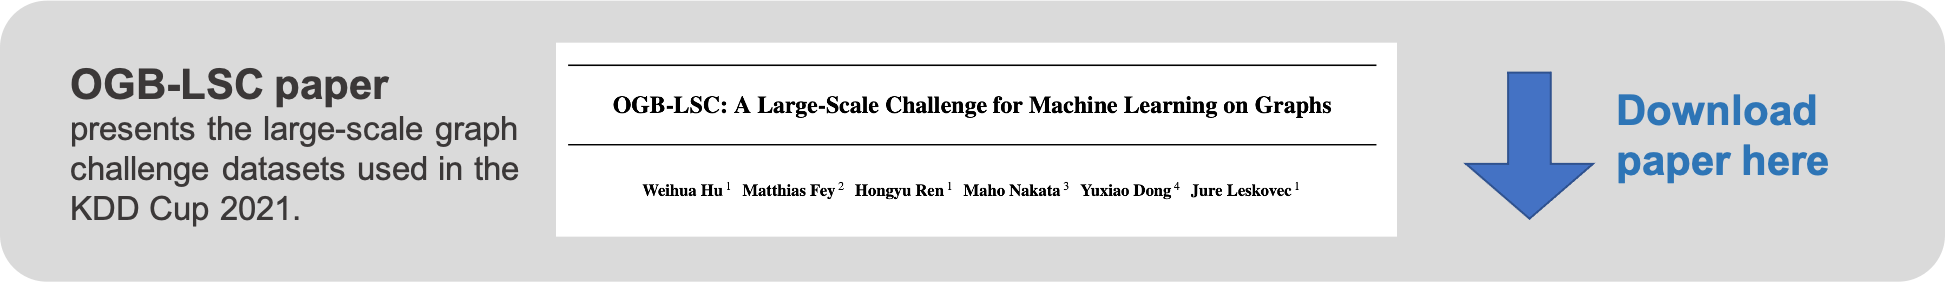 OGB-LSC paper
presents the large-scale graph
challenge datasets used in the
KDD Cup 2021.
OGB-LSC: A Large-Scale Challenge for Machine Learning on Graphs
Weihua Hu 1 Matthias Fey 2 Hongyu Ren 1 Maho Nakata 3 Yuxiao Dong 4 Jure Leskovec 1
Download
paper here